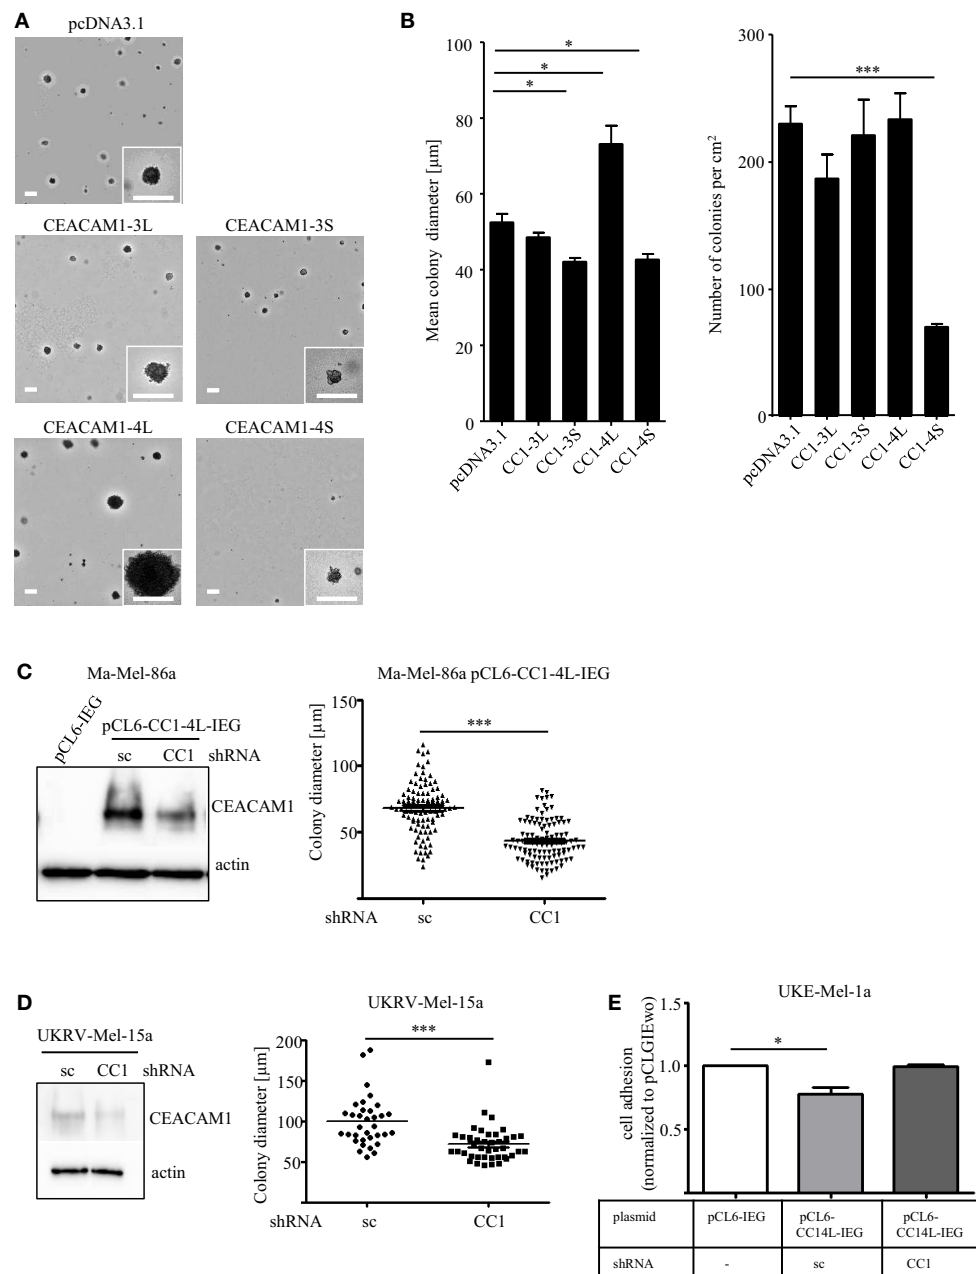 A
pcDNA3.1
CEACAM1-3L
CEACAM1-3S
CEACAM1-4L
CEACAM1-4S
B
Mean colony diameter [µm]
100
80
60
40
20
0
*
*
*
pcDNA3.1
CC1-3L
CC1-3S
CC1-4L
CC1-4S
Number of colonies per cm2
300
200
100
0
***
pcDNA3.1
CC1-3L
CC1-3S
CC1-4L
CC1-4S
C
Ma-Mel-86a
pCL6-IEG
pCL6-CC1-4L-IEG
sc CC1 shRNA
CEACAM1
actin
Ma-Mel-86a pCL6-CC1-4L-IEG
Colony diameter [µm]
150
100
50
***
shRNA sc CC1
D
UKRV-Mel-15a
sc CC1 shRNA
CEACAM1
actin
UKRV-Mel-15a
Colony diameter [µm]
200
150
100
50
***
shRNA sc CC1
E
UKE-Mel-1a
cell adhesion
(normalized to pCLGIEwo)
1.5
1.0
0.5
*
plasmid pCL6-IEG pCL6-CC14L-IEG pCL6-CC14L-IEG
shRNA - sc CC1